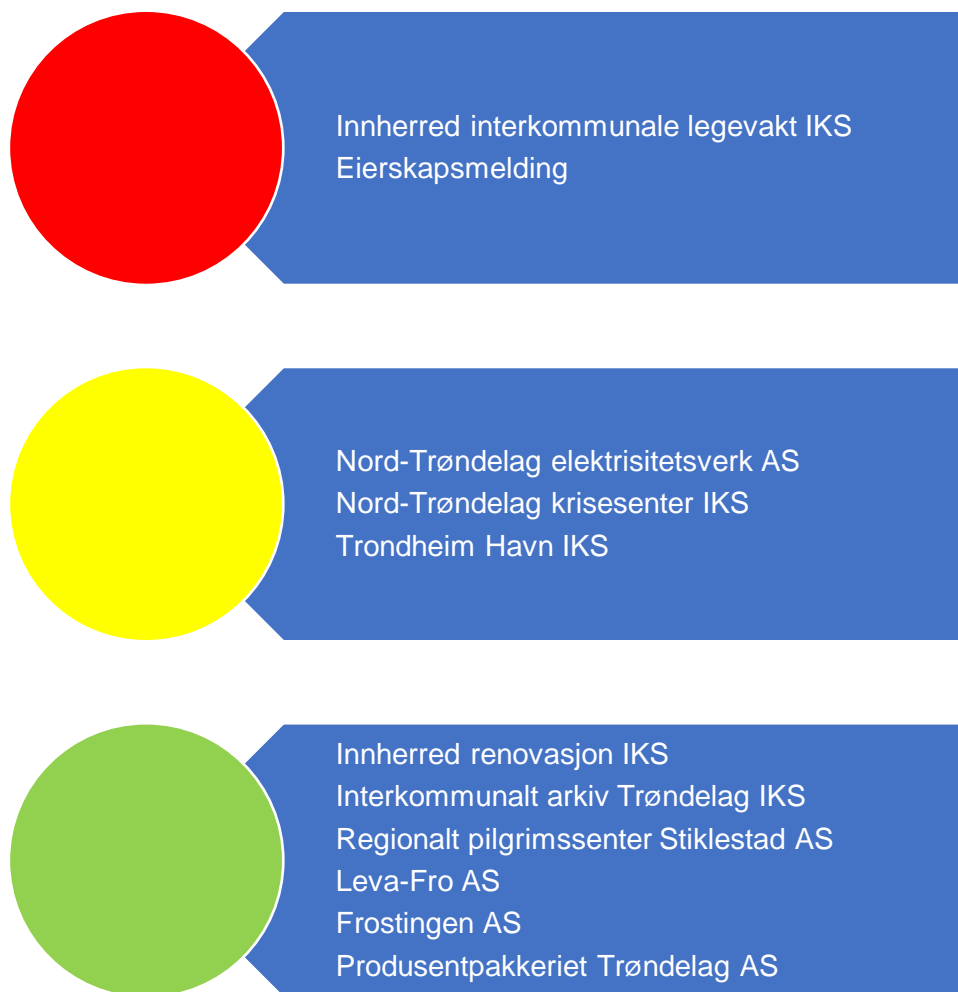 Innherred interkommunale legevakt IKS
Eierskapsmelding
Nord-Trøndelag elektrisitetsverk AS
Nord-Trøndelag krisesenter IKS
Trondheim Havn IKS
Innherred renovasjon IKS
Interkommunalt arkiv Trøndelag IKS
Regionalt pilgrimssenter Stiklestad AS
Leva-Fro AS
Frostingen AS
Produsentpakkeriet Trøndelag AS